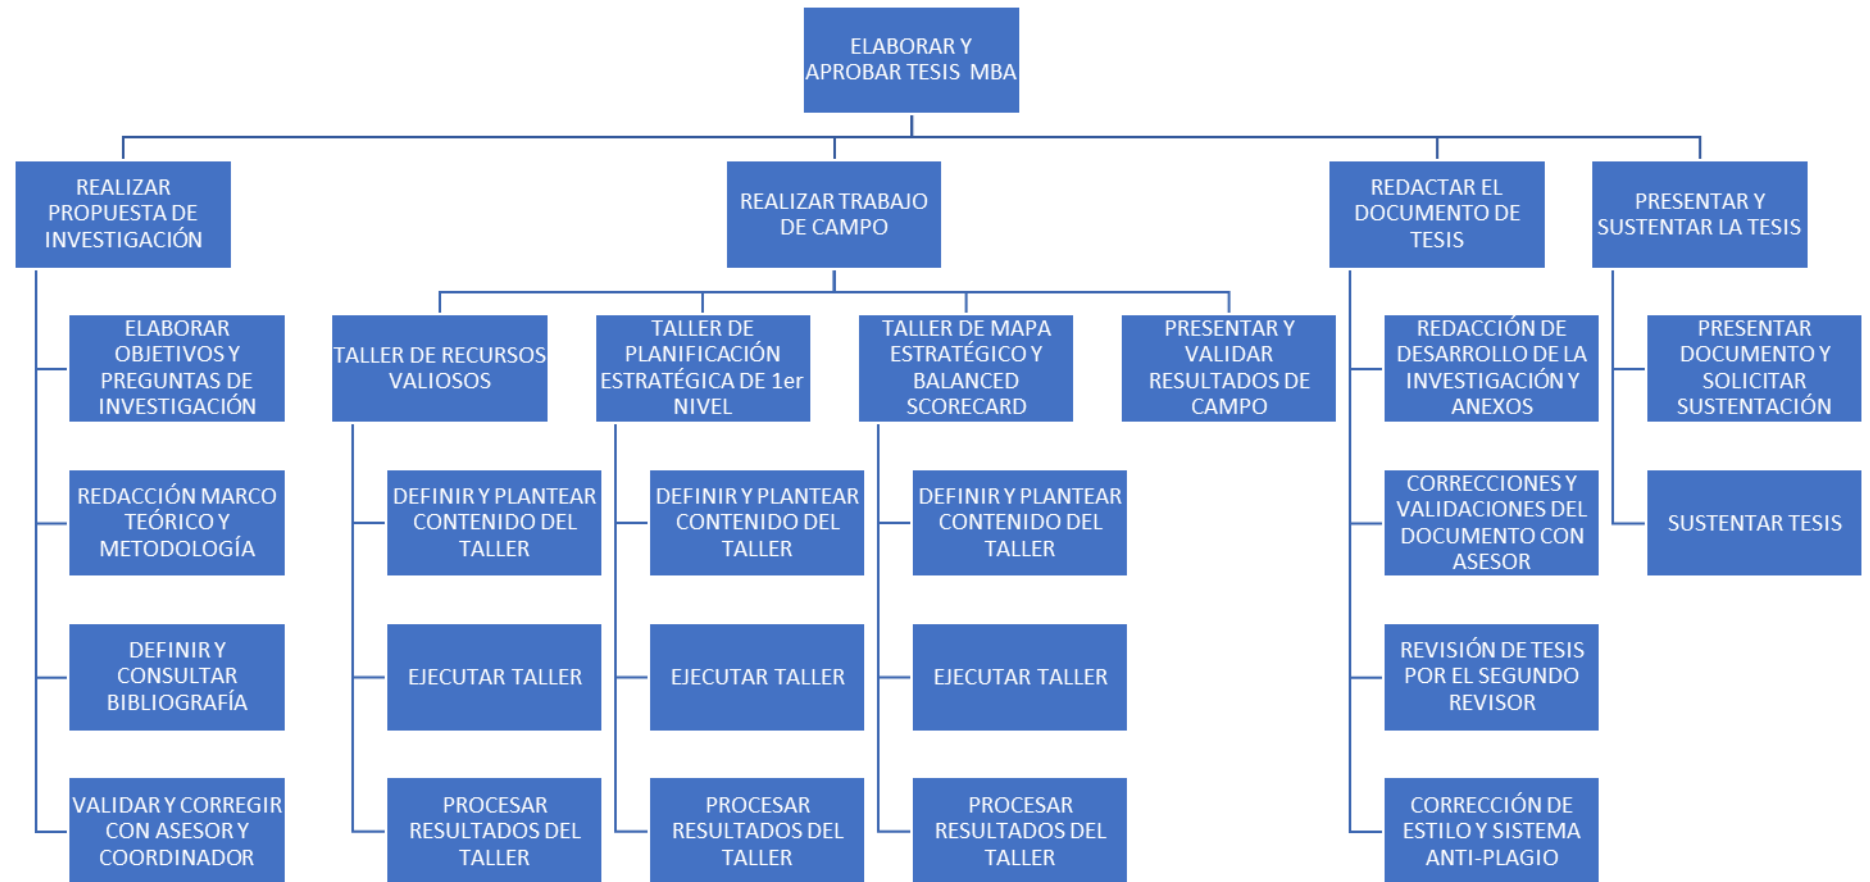 ELABORAR Y
APROBAR TESIS MBA
REALIZAR
PROPUESTA DE
INVESTIGACIÓN
REALIZAR TRABAJO
DE CAMPO
REDACTAR EL
DOCUMENTO DE
TESIS
PRESENTAR Y
SUSTENTAR LA TESIS
ELABORAR
OBJETIVOS Y
PREGUNTAS DE
INVESTIGACIÓN
TALLER DE RECURSOS
VALIOSOS
TALLER DE
PLANIFICACIÓN
ESTRATÉGICA DE 1er
NIVEL
TALLER DE MAPA
ESTRATÉGICO Y
BALANCED
SCORECARD
PRESENTAR Y
VALIDAR
RESULTADOS DE
CAMPO
REDACCIÓN DE
DESARROLLO DE LA
INVESTIGACIÓN Y
ANEXOS
PRESENTAR
DOCUMENTO Y
SOLICITAR
SUSTENTACIÓN
REDACCIÓN MARCO
TEÓRICO Y
METODOLOGÍA
DEFINIR Y PLANTEAR
CONTENIDO DEL
TALLER
DEFINIR Y PLANTEAR
CONTENIDO DEL
TALLER
DEFINIR Y PLANTEAR
CONTENIDO DEL
TALLER
CORRECCIONES Y
VALIDACIONES DEL
DOCUMENTO CON
ASESOR
SUSTENTAR TESIS
DEFINIR Y
CONSULTAR
BIBLIOGRAFÍA
EJECUTAR TALLER
EJECUTAR TALLER
EJECUTAR TALLER
REVISIÓN DE TESIS
POR EL SEGUNDO
REVISOR
VALIDAR Y CORREGIR
CON ASESOR Y
COORDINADOR
PROCESAR
RESULTADOS DEL
TALLER
PROCESAR
RESULTADOS DEL
TALLER
PROCESAR
RESULTADOS DEL
TALLER
CORRECCIÓN DE
ESTILO Y SISTEMA
ANTI-PLAGIO